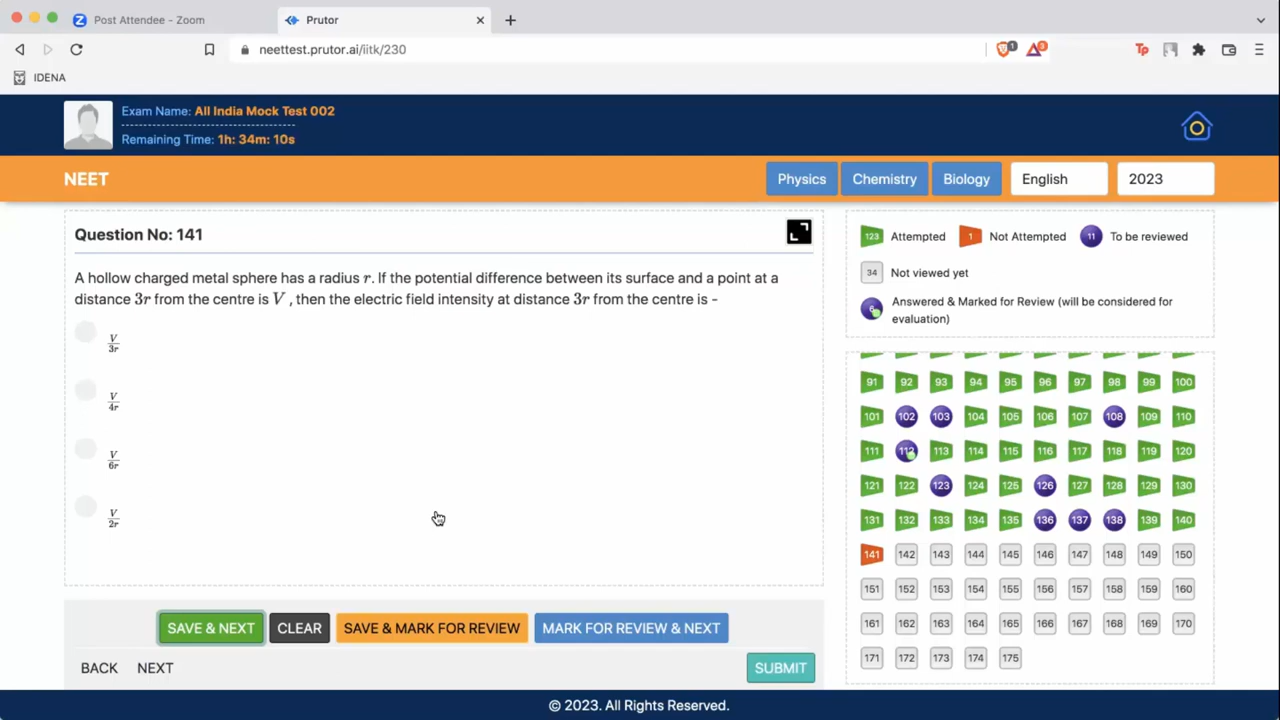 Post Attendee - Zoom
Prutor
neettest.prutor.ai/iitk/230
1
3
Tp
IDENA
Exam Name: All India Mock Test 002
Remaining Time: 1h: 34m: 10s
NEET
Physics
Chemistry
Biology
English
2023
Question No: 141
A hollow charged metal sphere has a radius r. If the potential difference between its surface and a point at a
distance 3r from the centre is V , then the electric field intensity at distance 3r from the centre is -
V
3r
V
4r
V
6r
V
2r
SAVE & NEXT
CLEAR
SAVE & MARK FOR REVIEW
MARK FOR REVIEW & NEXT
BACK
NEXT
SUBMIT
123 Attempted
1 Not Attempted
11 To be reviewed
34 Not viewed yet
Answered & Marked for Review (will be considered for
evaluation)
91 92 93 94 95 96 97 98 99 100
101 102 103 104 105 106 107 108 109 110
111 112 113 114 115 116 117 118 119 120
121 122 123 124 125 126 127 128 129 130
131 132 133 134 135 136 137 138 139 140
141 142 143 144 145 146 147 148 149 150
151 152 153 154 155 156 157 158 159 160
161 162 163 164 165 166 167 168 169 170
171 172 173 174 175
© 2023. All Rights Reserved.